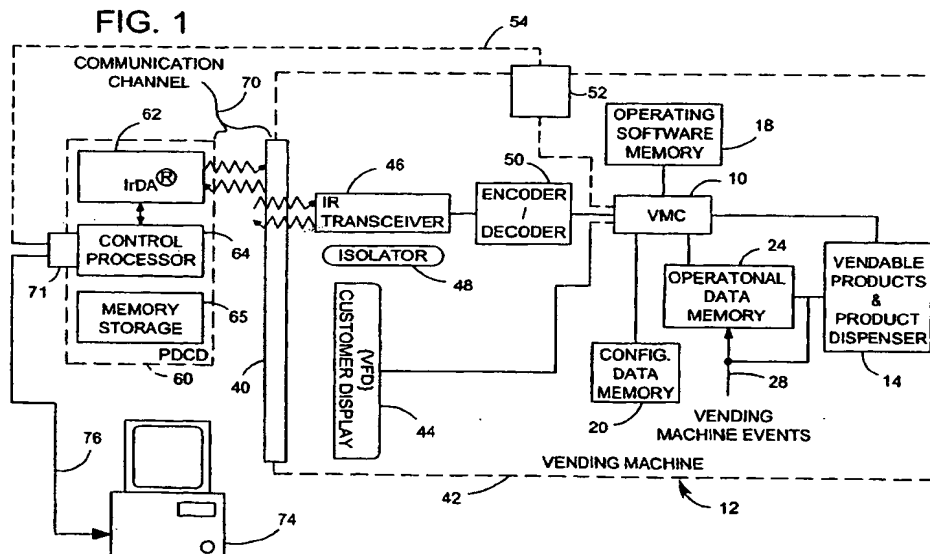 FIG. 1
54
COMMUNICATION
CHANNEL
70
52
62
OPERATING
SOFTWARE
MEMORY
18
IrDA®
46
50
10
IR
TRANSCEIVER
ENCODER
/
DECODER
VMC
CONTROL
PROCESSOR
64
ISOLATOR
48
24
71
OPERATONAL
DATA
MEMORY
VENDABLE
PRODUCTS
&
PRODUCT
DISPENSER
MEMORY
STORAGE
65
PDCD
60
40
CUSTOMER DISPLAY
(VFD)
44
CONFIG.
DATA
MEMORY
20
28
14
VENDING
MACHINE EVENTS
76
VENDING MACHINE
42
12
74